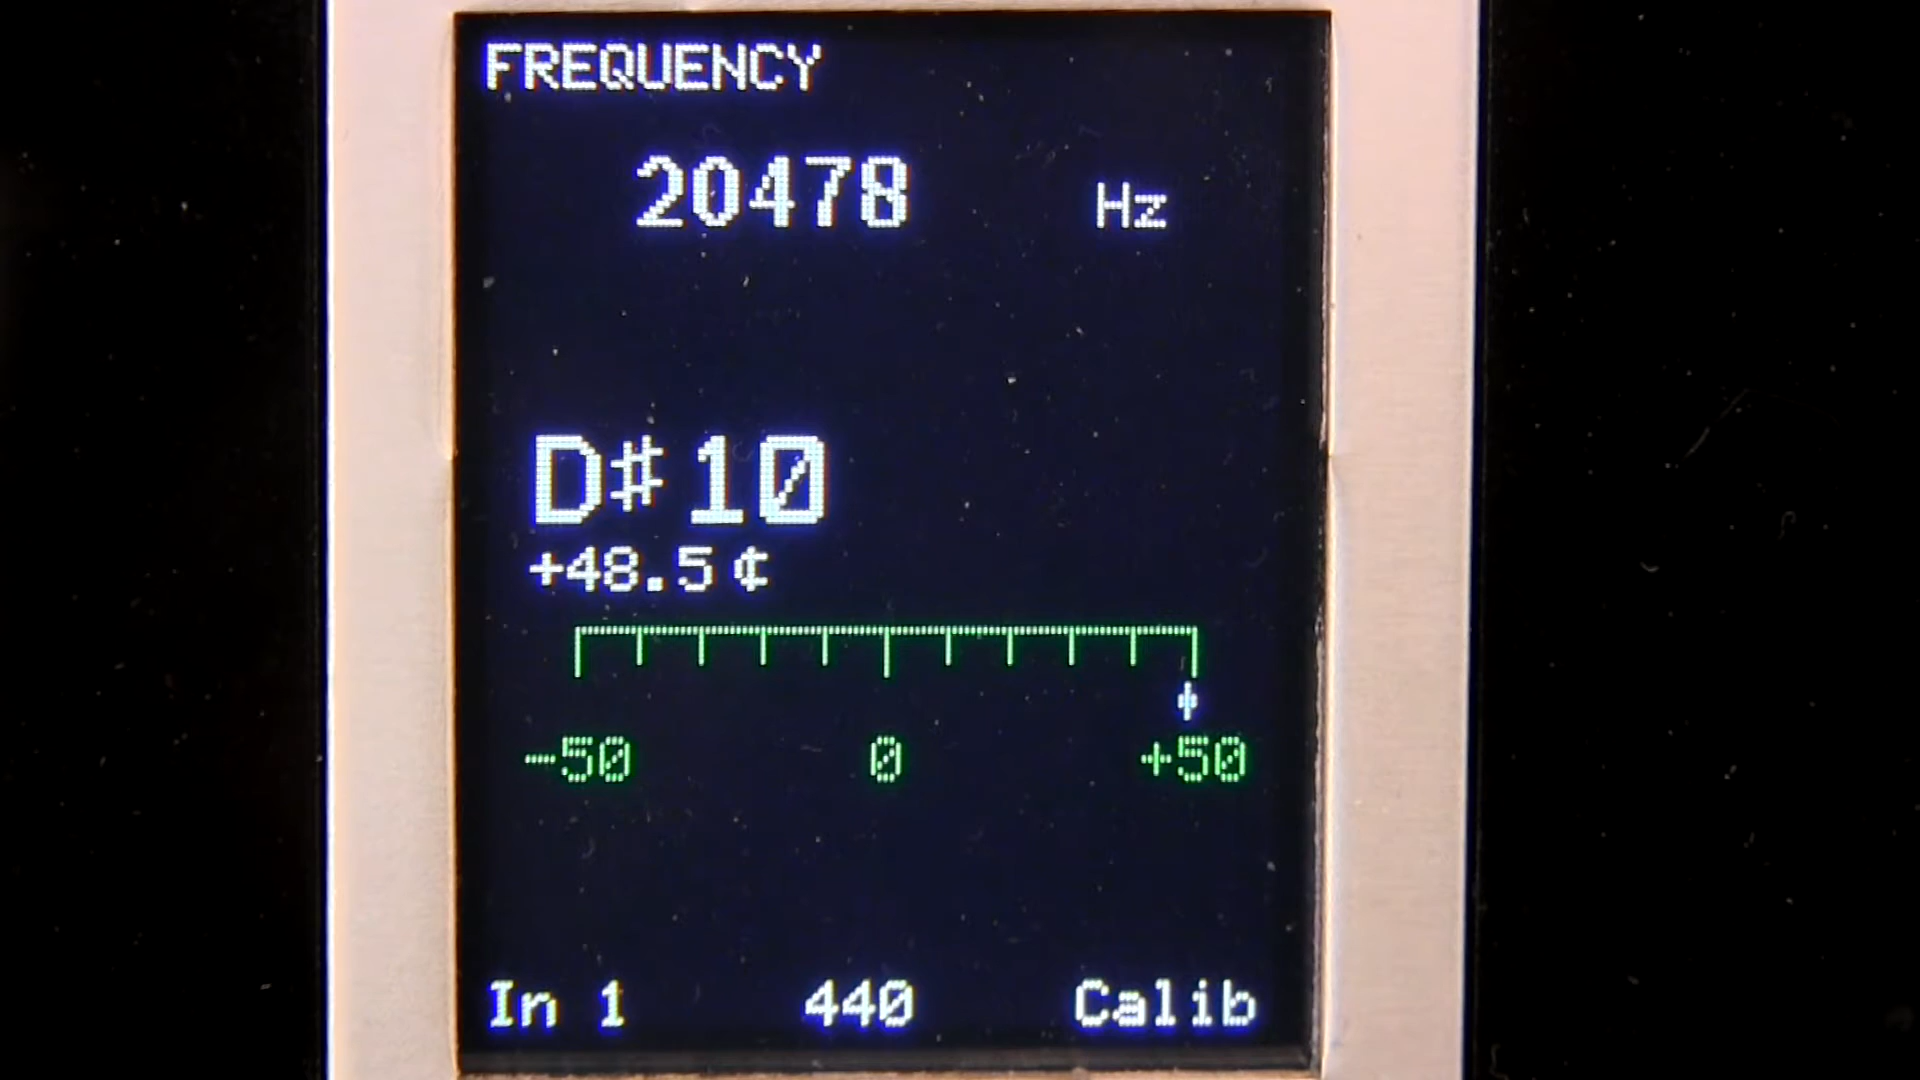 FREQUENCY
20478 Hz
D♯10
+48.5¢
-50 0 +50
In 1 440 Calib